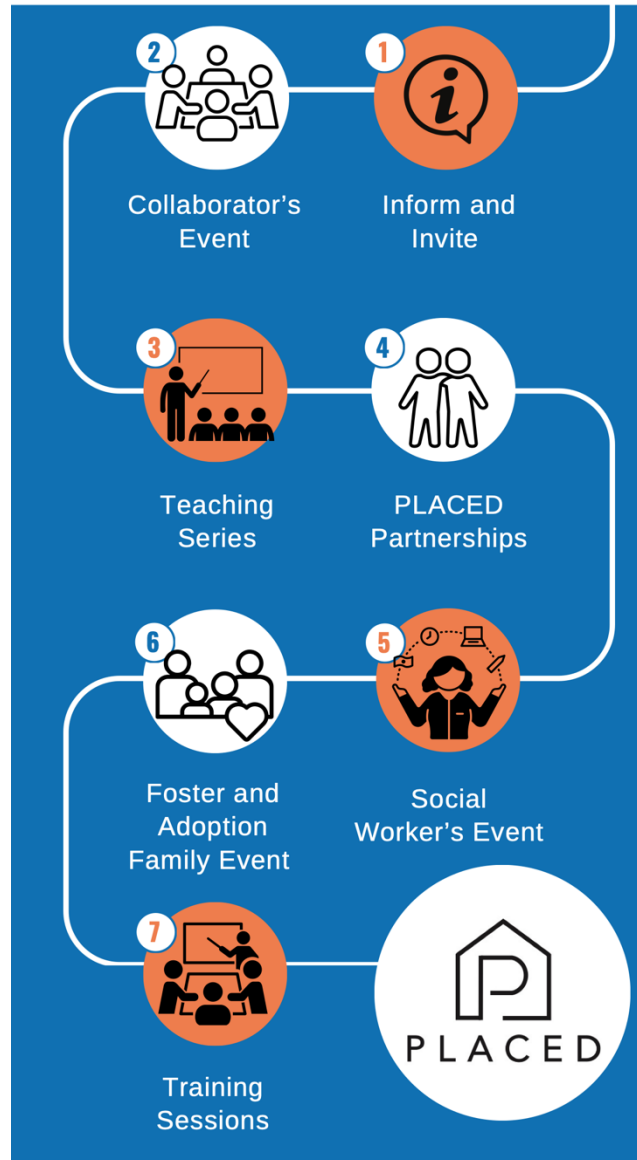 1
Inform and
Invite
2
Collaborator's
Event
3
Teaching
Series
4
PLACED
Partnerships
5
Social
Worker's Event
6
Foster and
Adoption
Family Event
7
Training
Sessions
PLACED